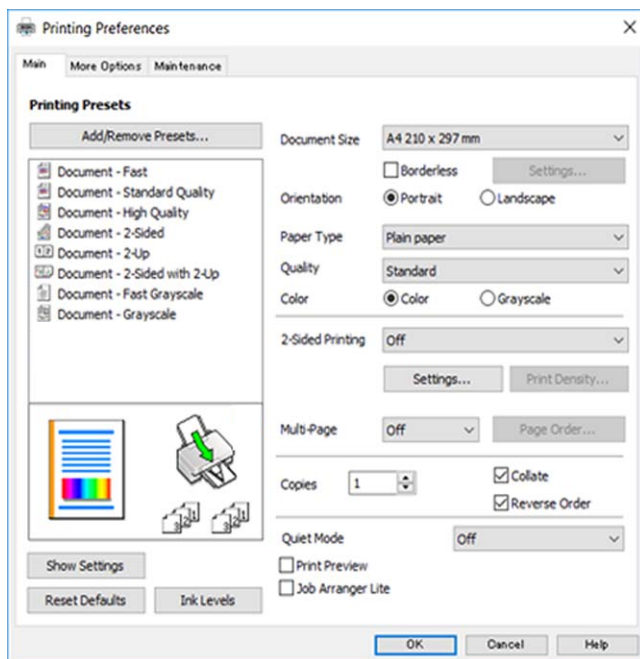 Printing Preferences
Main
More Options
Maintenance
Printing Presets
Add/Remove Presets...
Document - Fast
Document - Standard Quality
Document - High Quality
Document - 2-Sided
Document - 2-Up
Document - 2-Sided with 2-Up
Document - Fast Grayscale
Document - Grayscale
Show Settings
Reset Defaults
Ink Levels
Document Size
A4 210 x 297 mm
Borderless
Settings...
Orientation
Portrait
Landscape
Paper Type
Plain paper
Quality
Standard
Color
Color
Grayscale
2-Sided Printing
Off
Settings...
Print Density...
Multi-Page
Off
Page Order...
Copies
1
Collate
Reverse Order
Quiet Mode
Off
Print Preview
Job Arranger Lite
OK
Cancel
Help